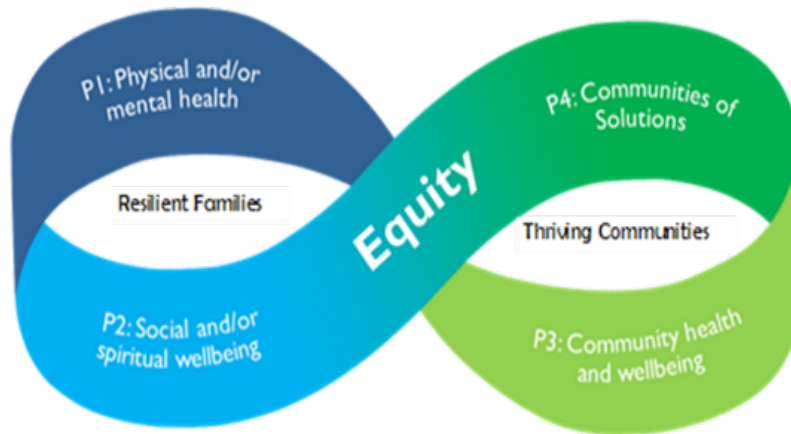 P1: Physical and/or
mental health
P4: Communities of
Solutions
Resilient Families
Equity
Thriving Communities
P2: Social and/or
spiritual wellbeing
P3: Community health
and wellbeing